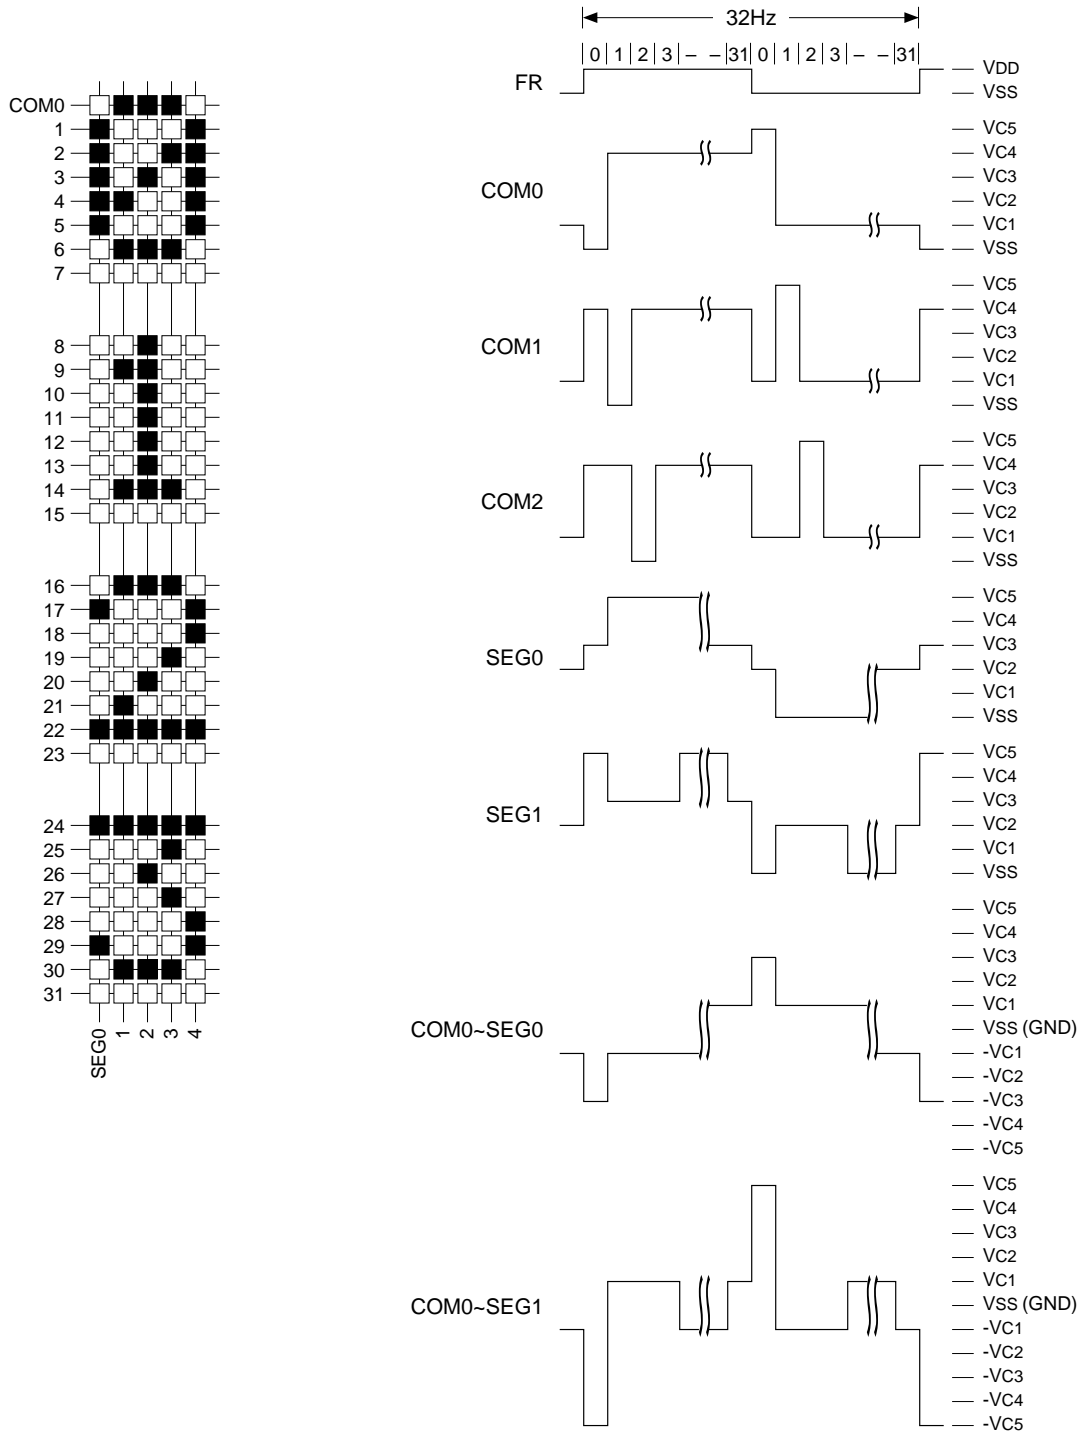 32Hz
0 1 2 3 – – 31 0 1 2 3 – – 31
FR
VDD
VSS
COM0
1
2
3
4
5
6
7
8
9
10
11
12
13
14
15
16
17
18
19
20
21
22
23
24
25
26
27
28
29
30
31
SEG0
1
2
3
4
COM0
VC5
VC4
VC3
VC2
VC1
VSS
COM1
VC5
VC4
VC3
VC2
VC1
VSS
COM2
VC5
VC4
VC3
VC2
VC1
VSS
SEG0
VC5
VC4
VC3
VC2
VC1
VSS
SEG1
VC5
VC4
VC3
VC2
VC1
VSS
COM0~SEG0
VC5
VC4
VC3
VC2
VC1
VSS (GND)
-VC1
-VC2
-VC3
-VC4
-VC5
COM0~SEG1
VC5
VC4
VC3
VC2
VC1
VSS (GND)
-VC1
-VC2
-VC3
-VC4
-VC5